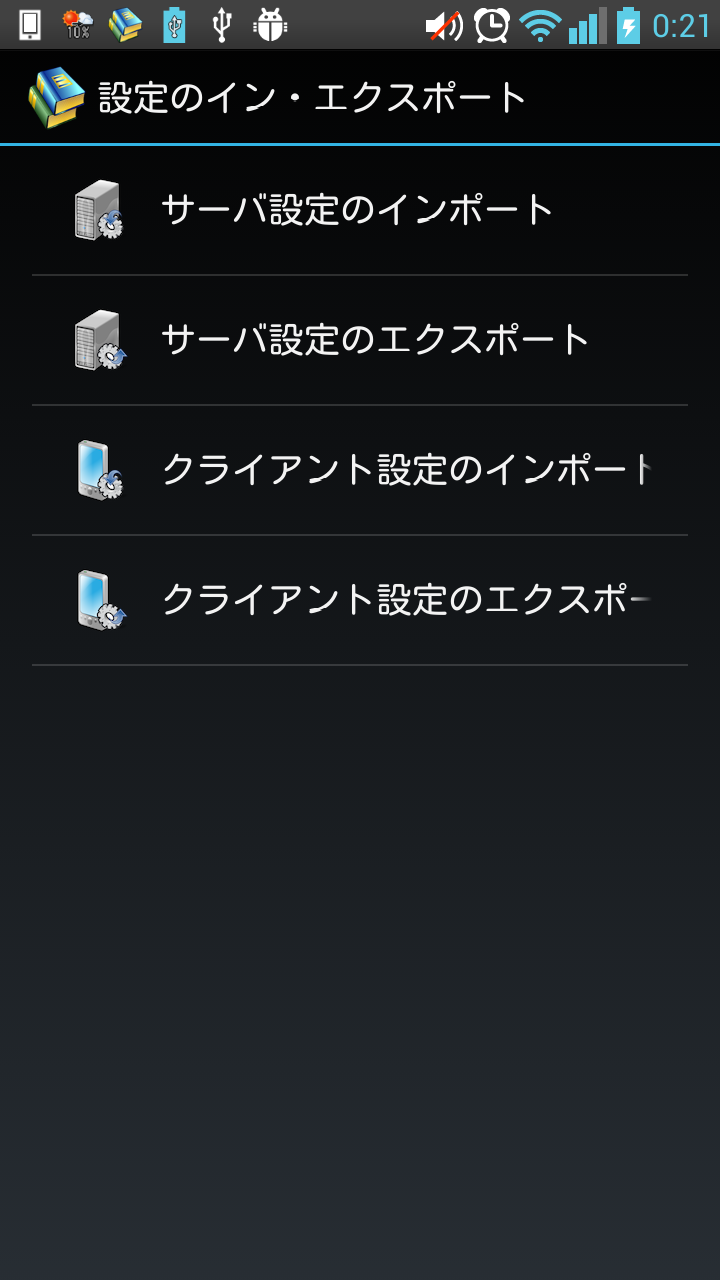 10%
0:21
設定のイン・エクスポート
サーバ設定のインポート
サーバ設定のエクスポート
クライアント設定のインポート
クライアント設定のエクスポー